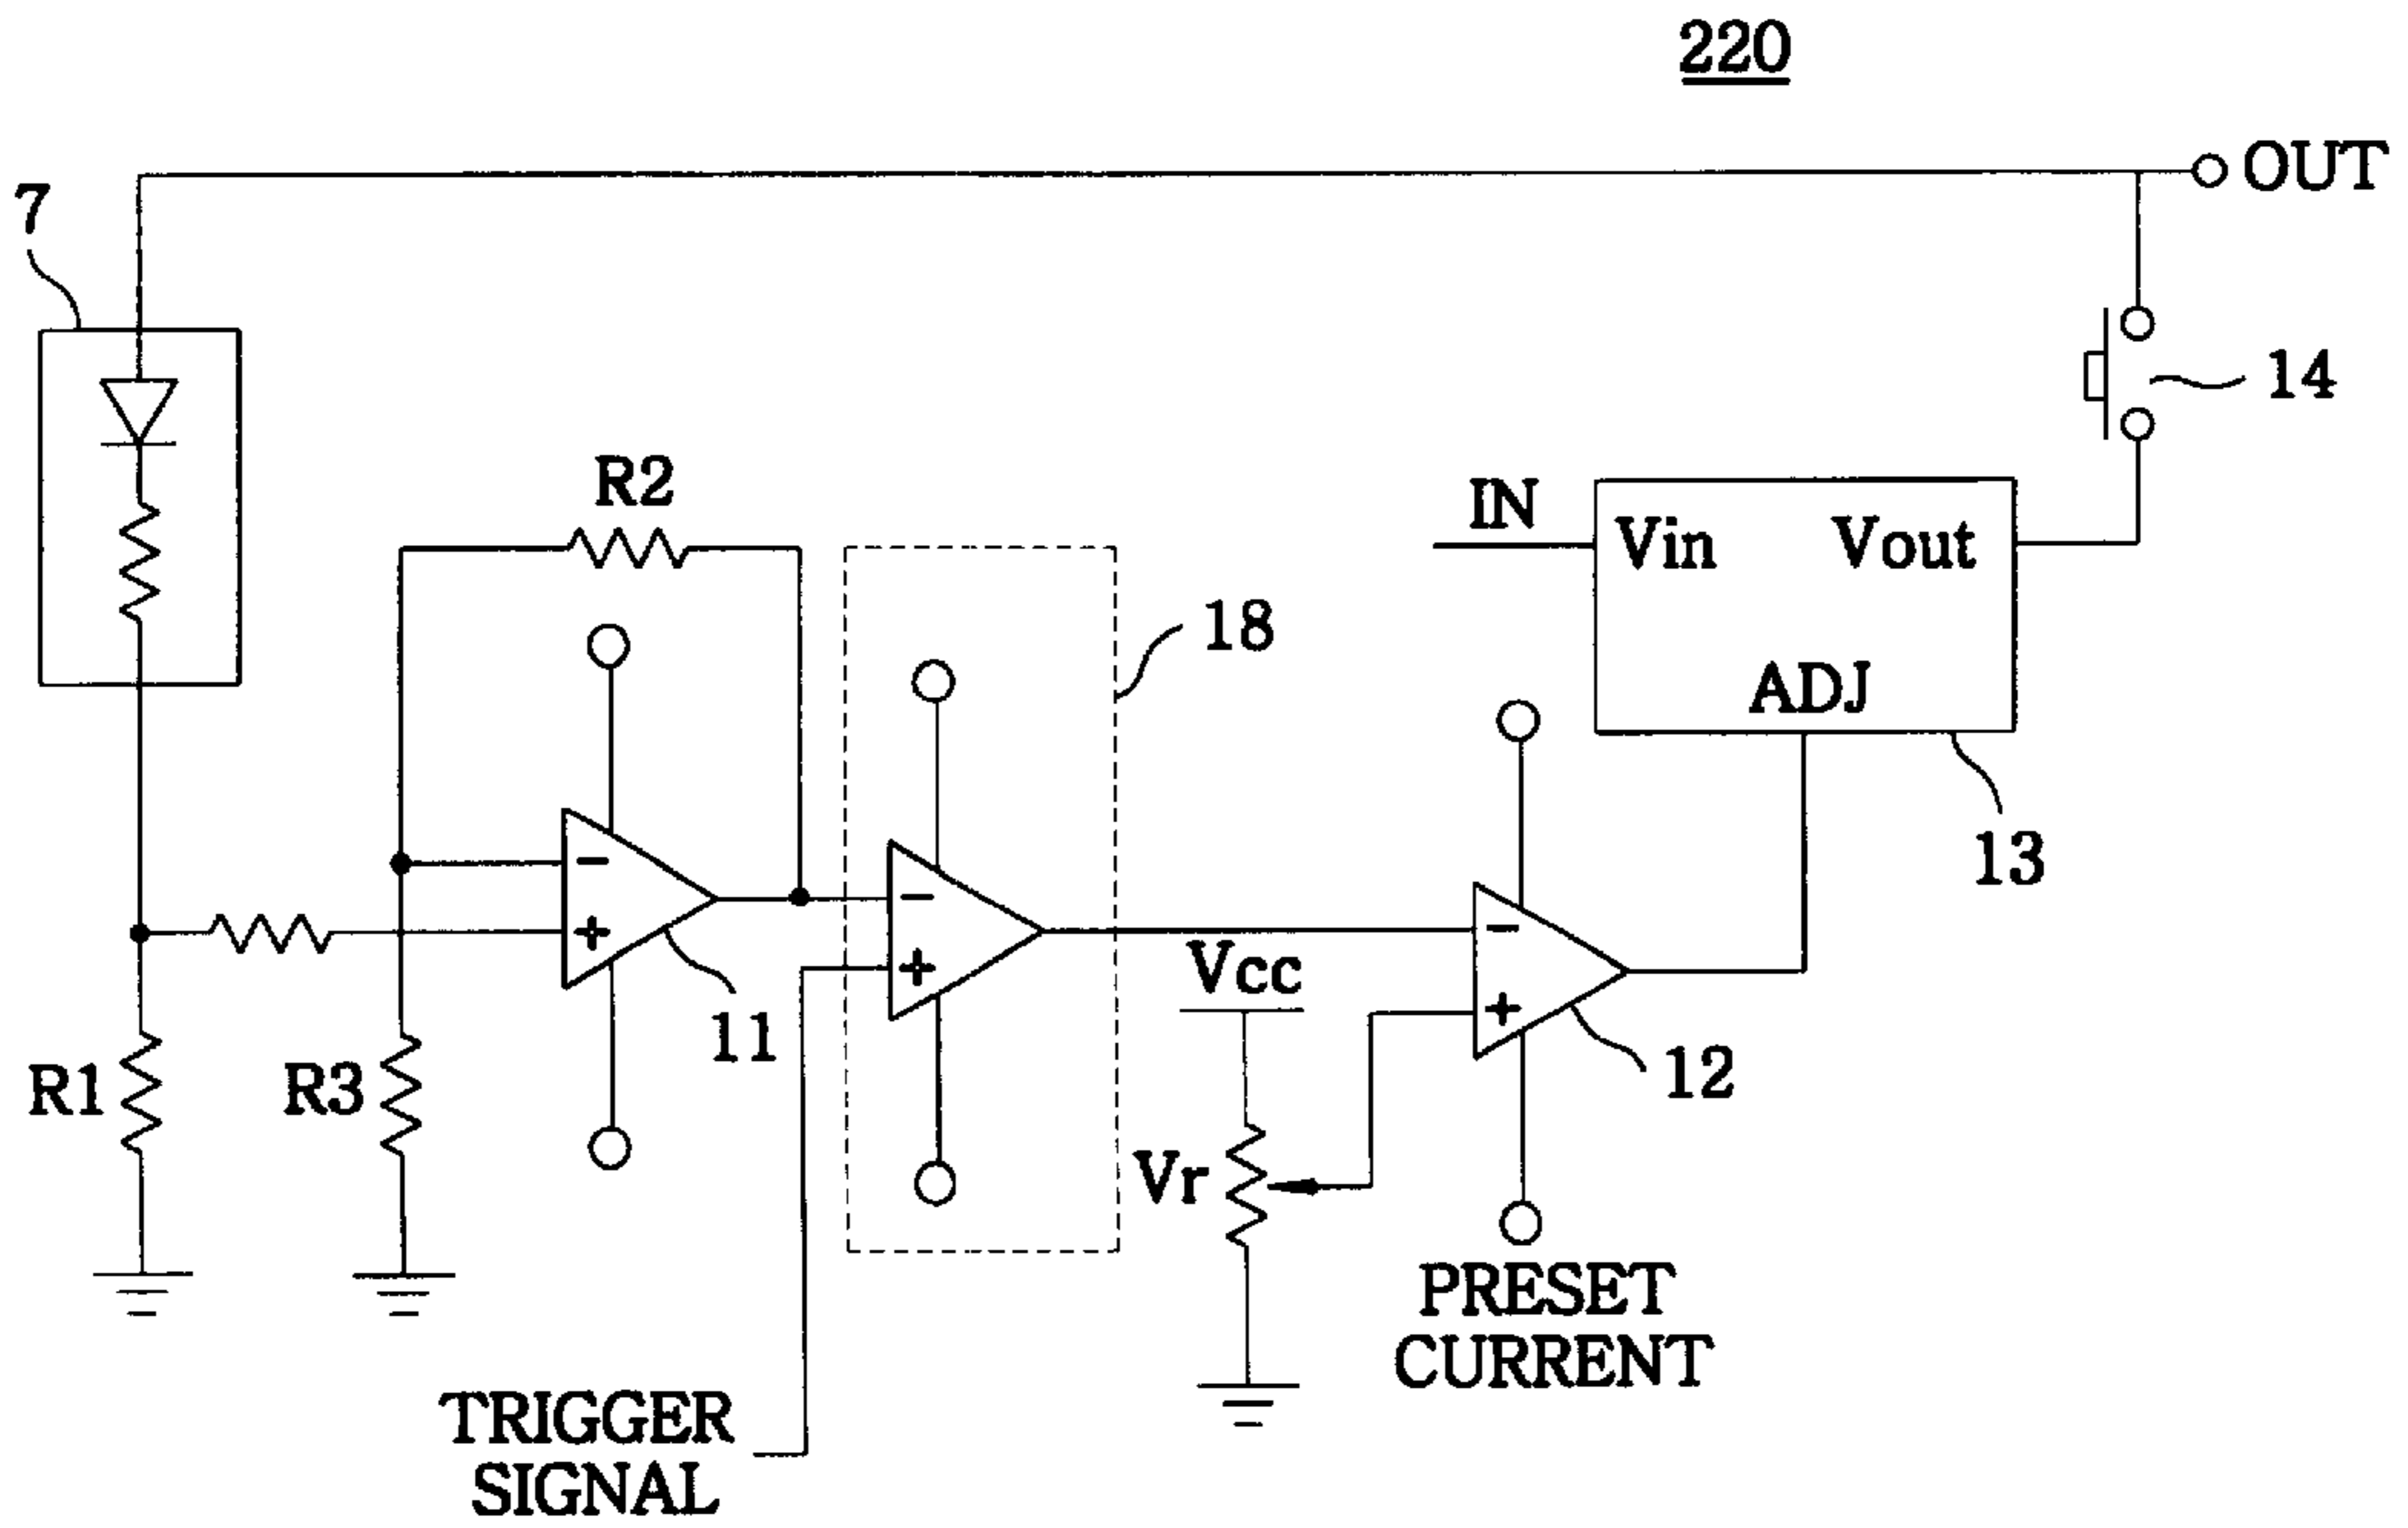 220
OUT
7
14
R2
IN
Vin
Vout
18
ADJ
13
-
+
-
+
Vcc
-
+
11
12
R1
R3
Vr
PRESET
CURRENT
TRIGGER
SIGNAL